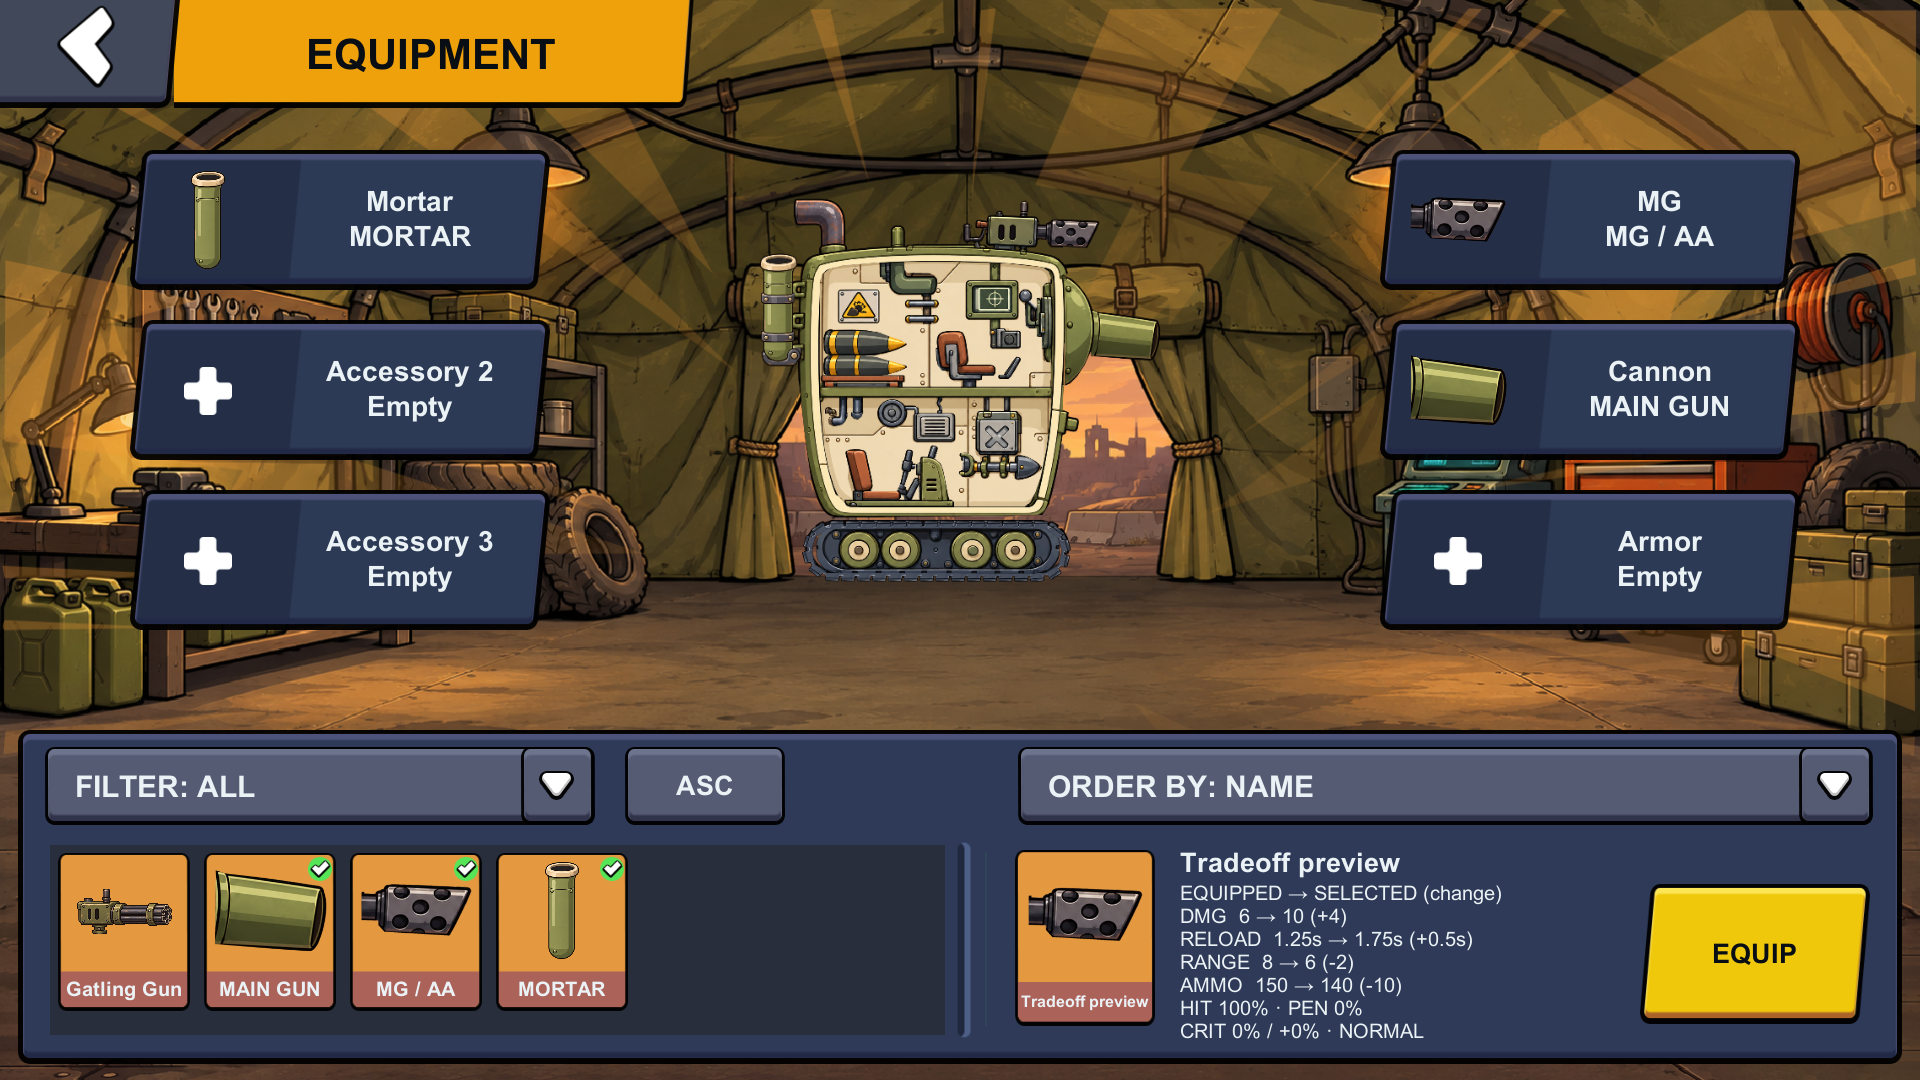 EQUIPMENT
Mortar
MORTAR
Accessory 2
Empty
Accessory 3
Empty
MG
MG / AA
Cannon
MAIN GUN
Armor
Empty
FILTER: ALL
ASC
ORDER BY: NAME
Gatling Gun
MAIN GUN
MG / AA
MORTAR
Tradeoff preview
Tradeoff preview
EQUIPPED → SELECTED (change)
DMG 6 → 10 (+4)
RELOAD 1.25s → 1.75s (+0.5s)
RANGE 8 → 6 (-2)
AMMO 150 → 140 (-10)
HIT 100% · PEN 0%
CRIT 0% / +0% · NORMAL
EQUIP